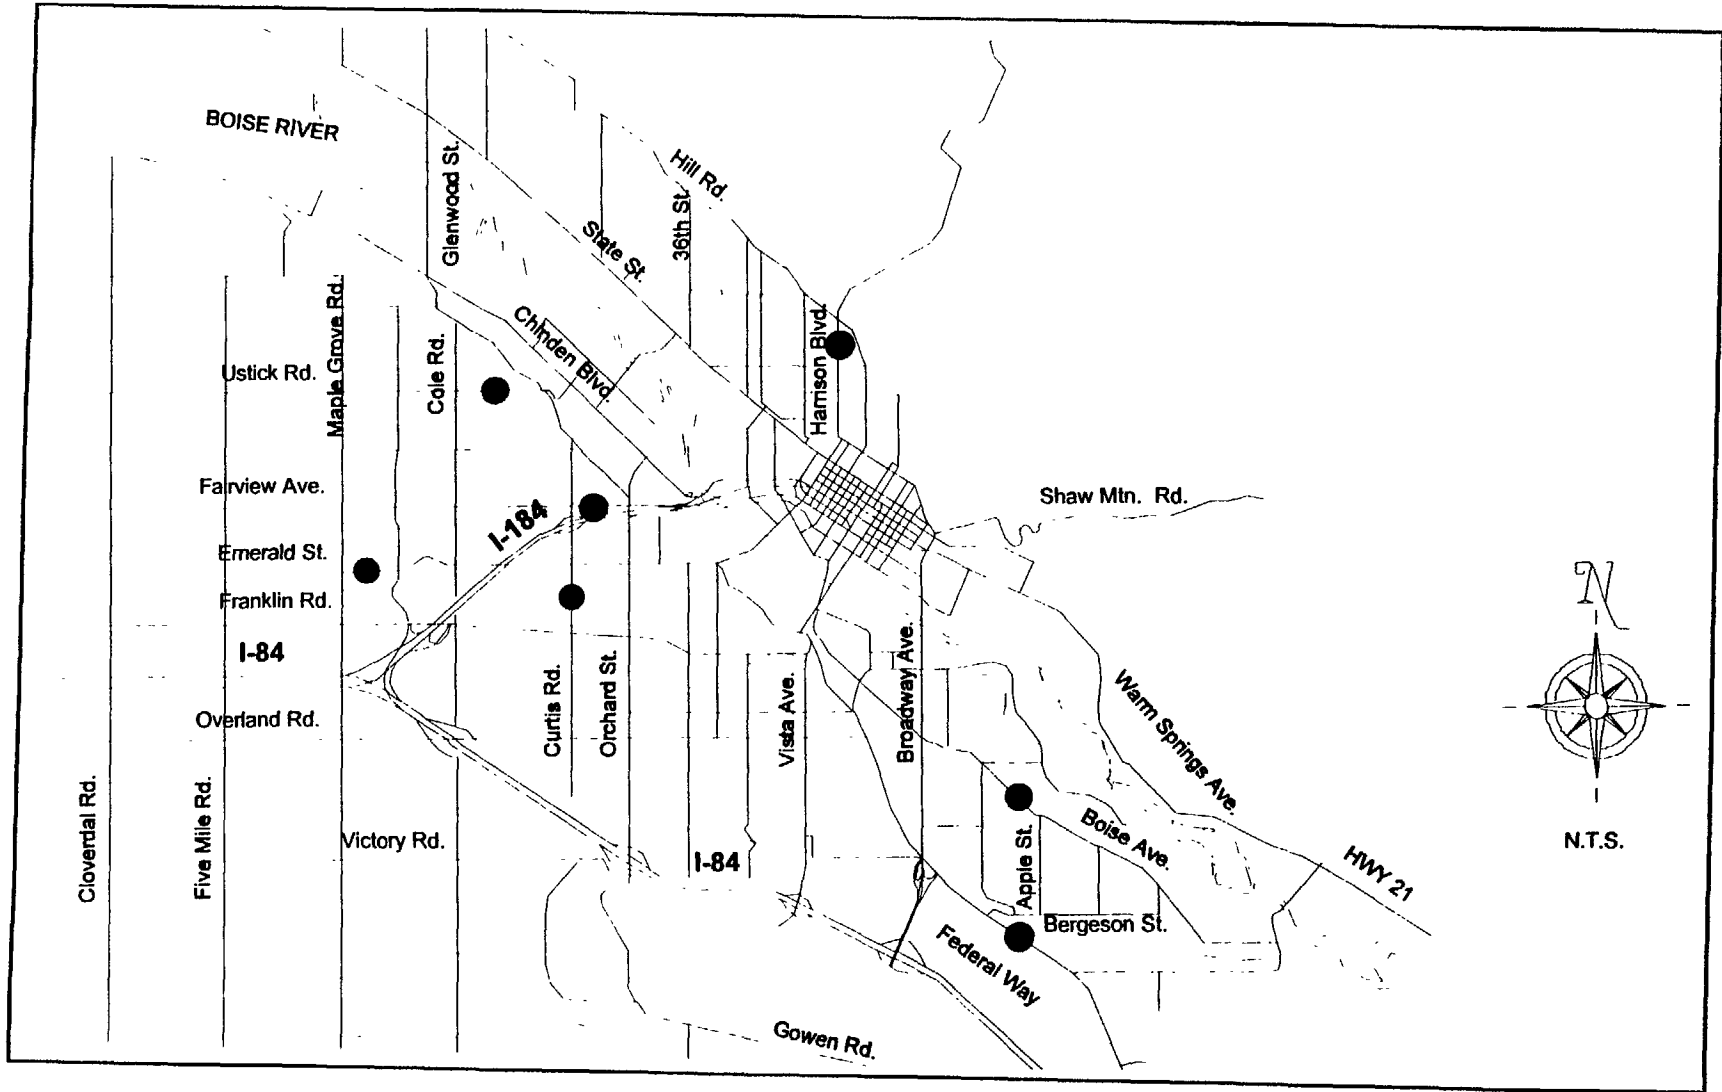 BOISE RIVER
Glenwood St.
Hill Rd.
36th St.
State St.
Maple Grove Rd.
Chinden Blvd.
Harrison Blvd.
Cole Rd.
Ustick Rd.
Fairview Ave.
I-184
Shaw Mtn. Rd.
Emerald St.
Franklin Rd.
N
I-84
Overland Rd.
Curtis Rd.
Orchard St.
Vista Ave.
Broadway Ave.
Warm Springs Ave.
Cloverdal Rd.
Five Mile Rd.
Victory Rd.
I-84
Apple St.
Boise Ave.
HWY 21
N.T.S.
Bergeson St.
Federal Way
Gowen Rd.